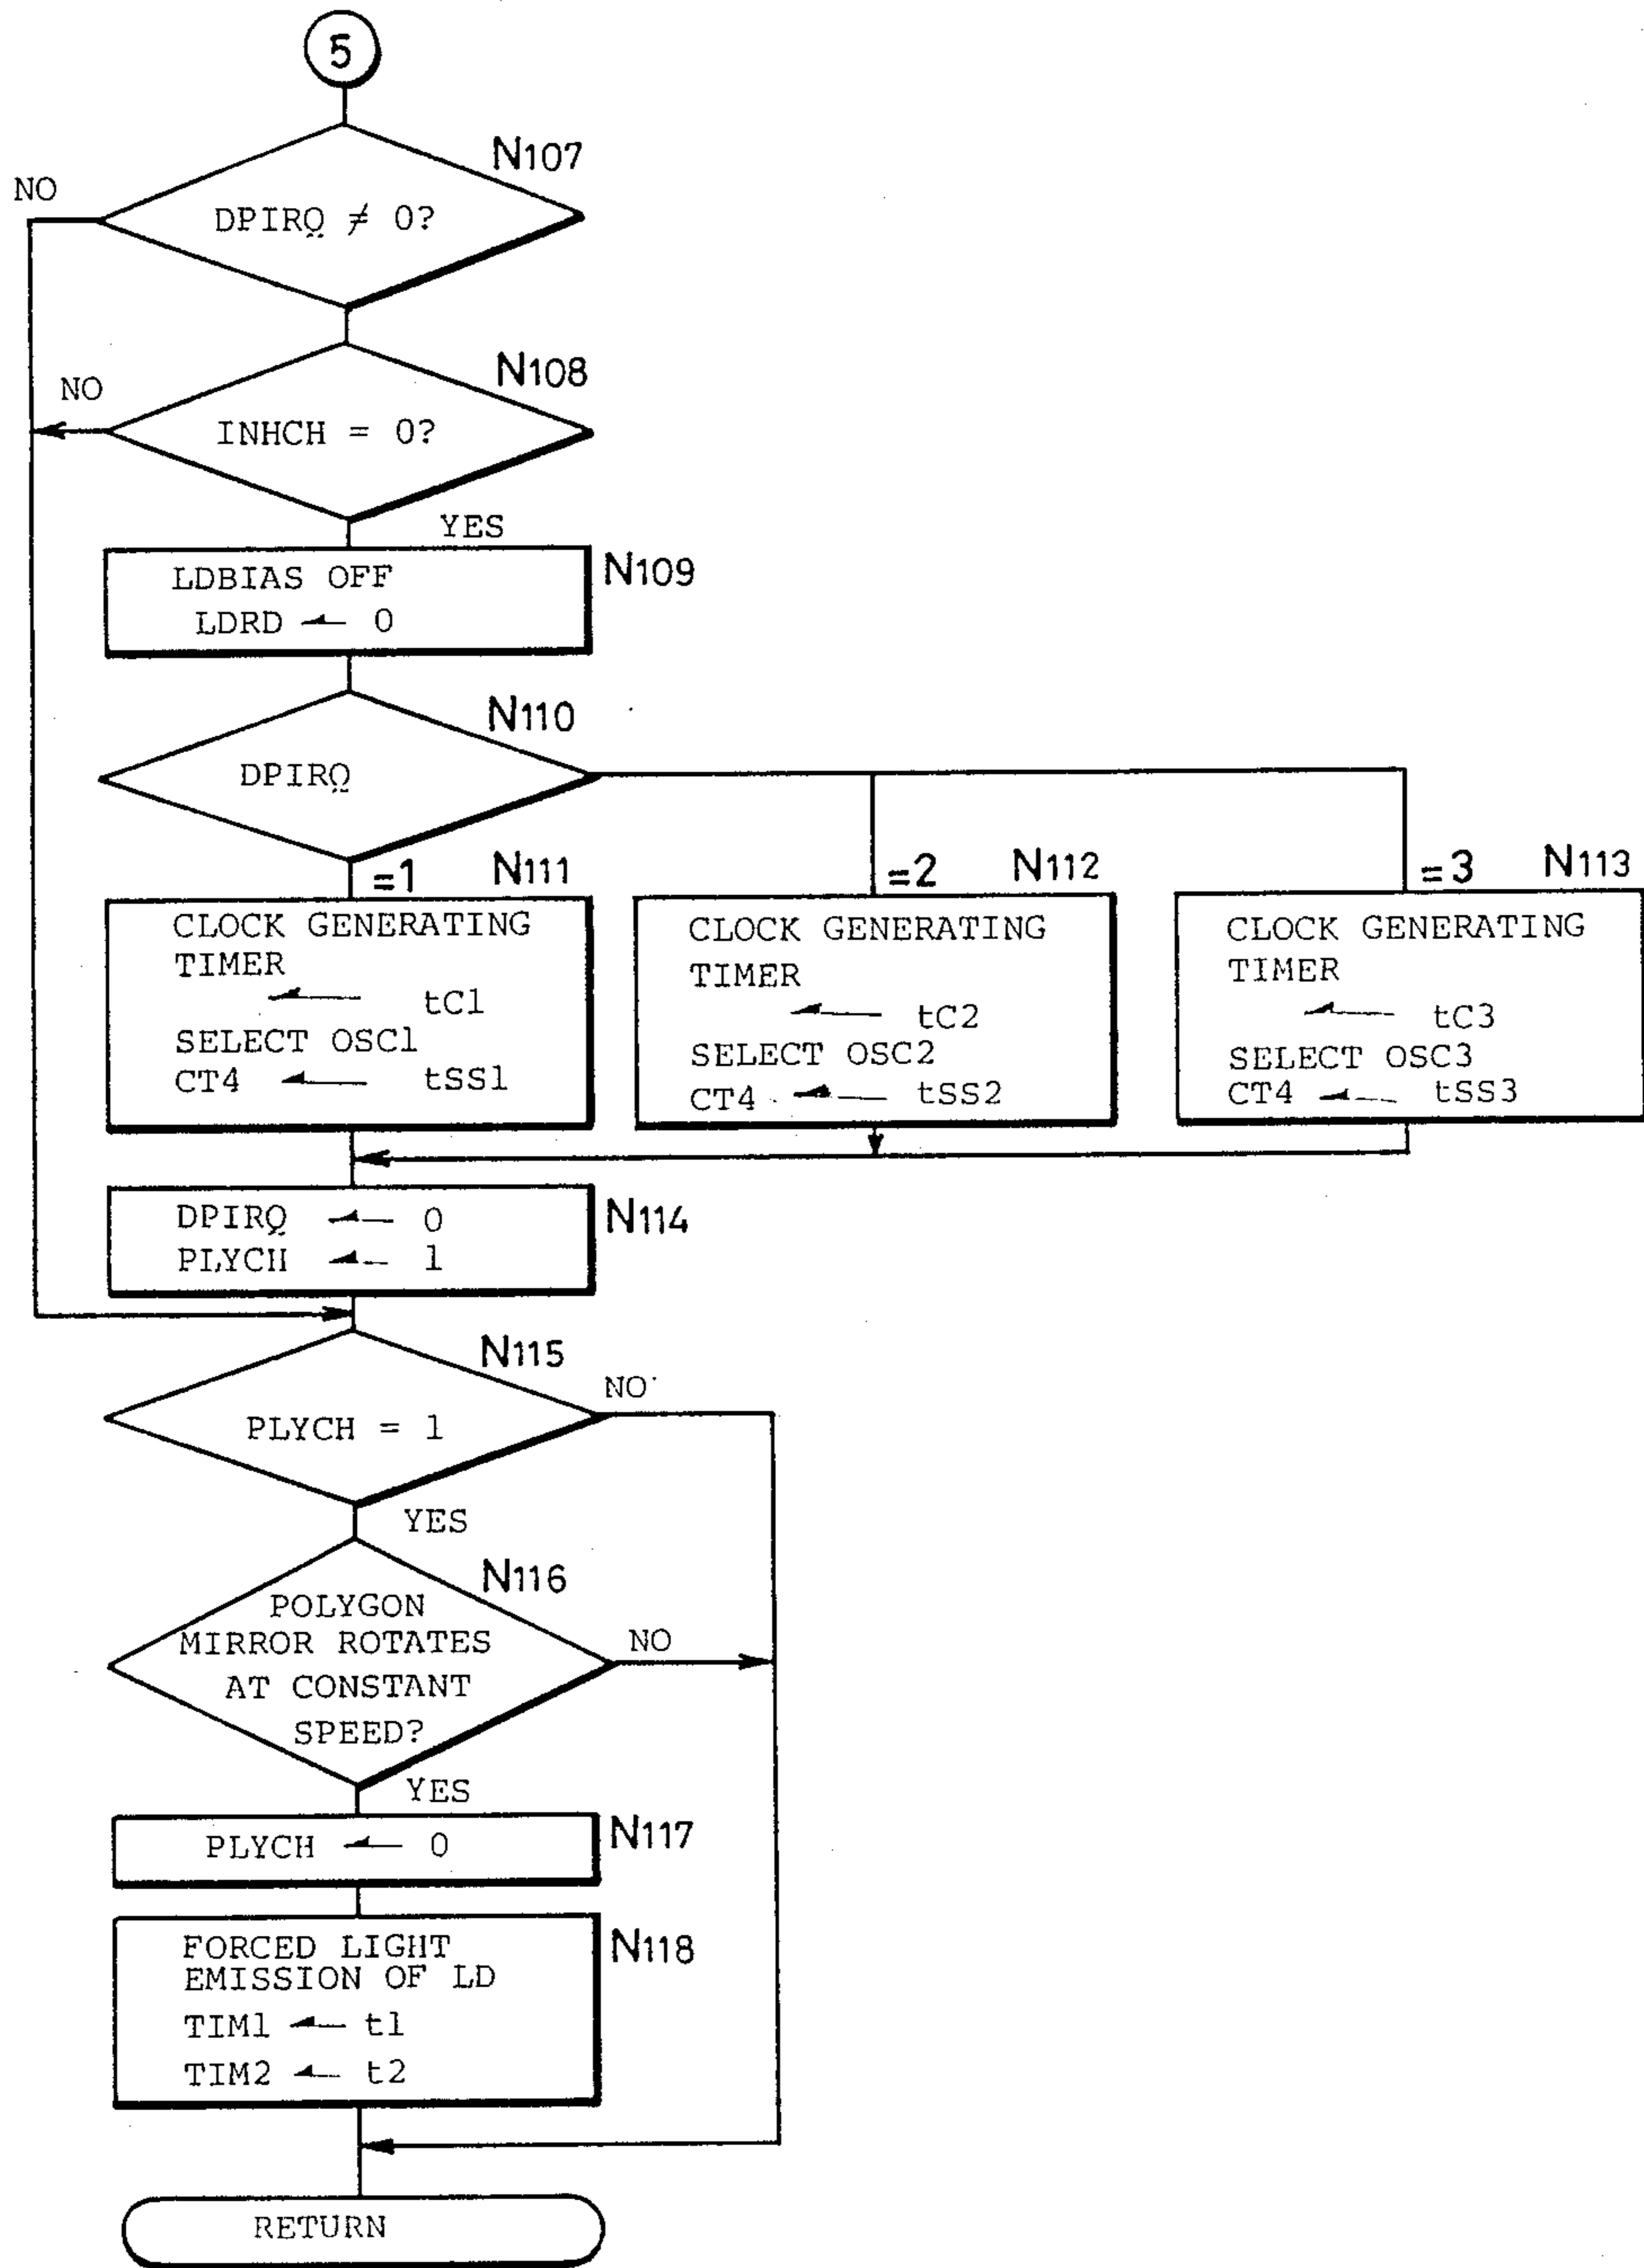 5
N107
NO
DPIRQ ≠ 0?
N108
NO
INHCH = 0?
YES
N109
LDBIAS OFF
LDRD ← 0
N110
DPIRQ
=1 N111
CLOCK GENERATING
TIMER
← tC1
SELECT OSC1
CT4 ← tSS1
=2 N112
CLOCK GENERATING
TIMER
← tC2
SELECT OSC2
CT4 ← tSS2
=3 N113
CLOCK GENERATING
TIMER
← tC3
SELECT OSC3
CT4 ← tSS3
N114
DPIRQ ← 0
PLYCH ← 1
N115
NO
PLYCH = 1
YES
N116
POLYGON
MIRROR ROTATES
AT CONSTANT
SPEED?
NO
YES
N117
PLYCH ← 0
N118
FORCED LIGHT
EMISSION OF LD
TIM1 ← t1
TIM2 ← t2
RETURN